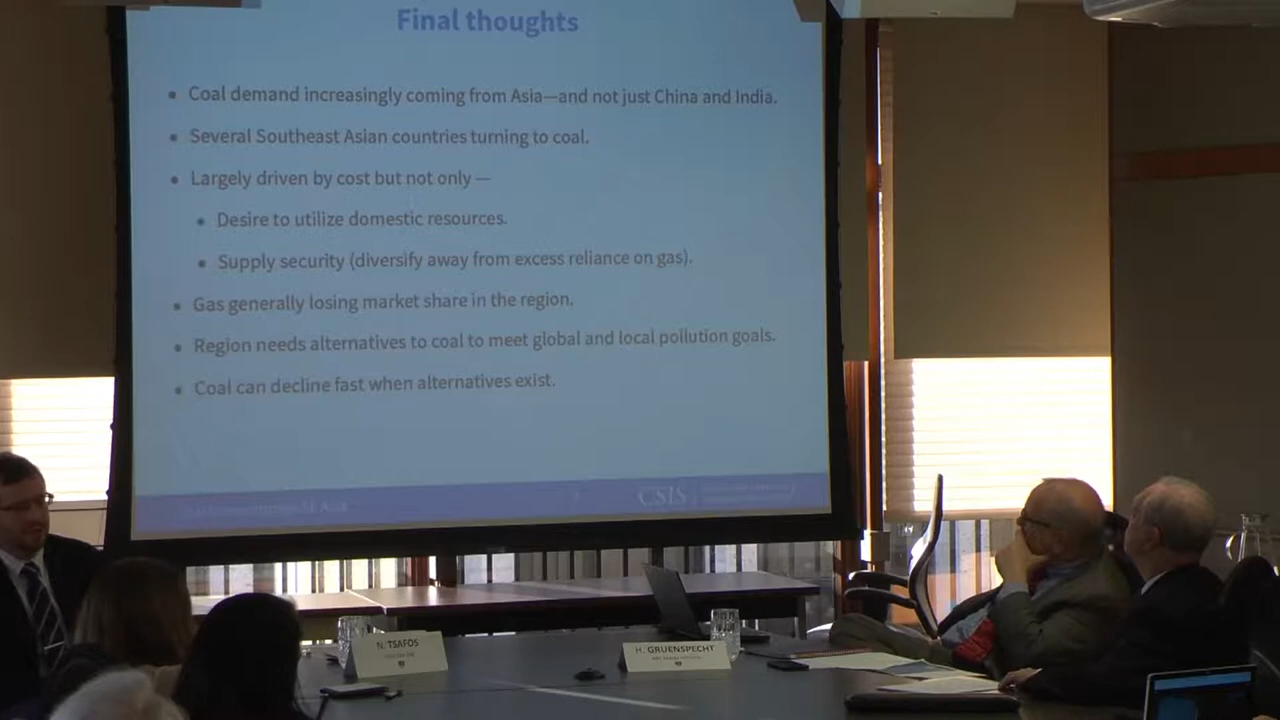 Final thoughts
Coal demand increasingly coming from Asia—and not just China and India.
Several Southeast Asian countries turning to coal.
Largely driven by cost but not only —
Desire to utilize domestic resources.
Supply security (diversify away from excess reliance on gas).
Gas generally losing market share in the region.
Region needs alternatives to coal to meet global and local pollution goals.
Coal can decline fast when alternatives exist.
CSIS
N. TSAFOS
H. GRUENSPECHT